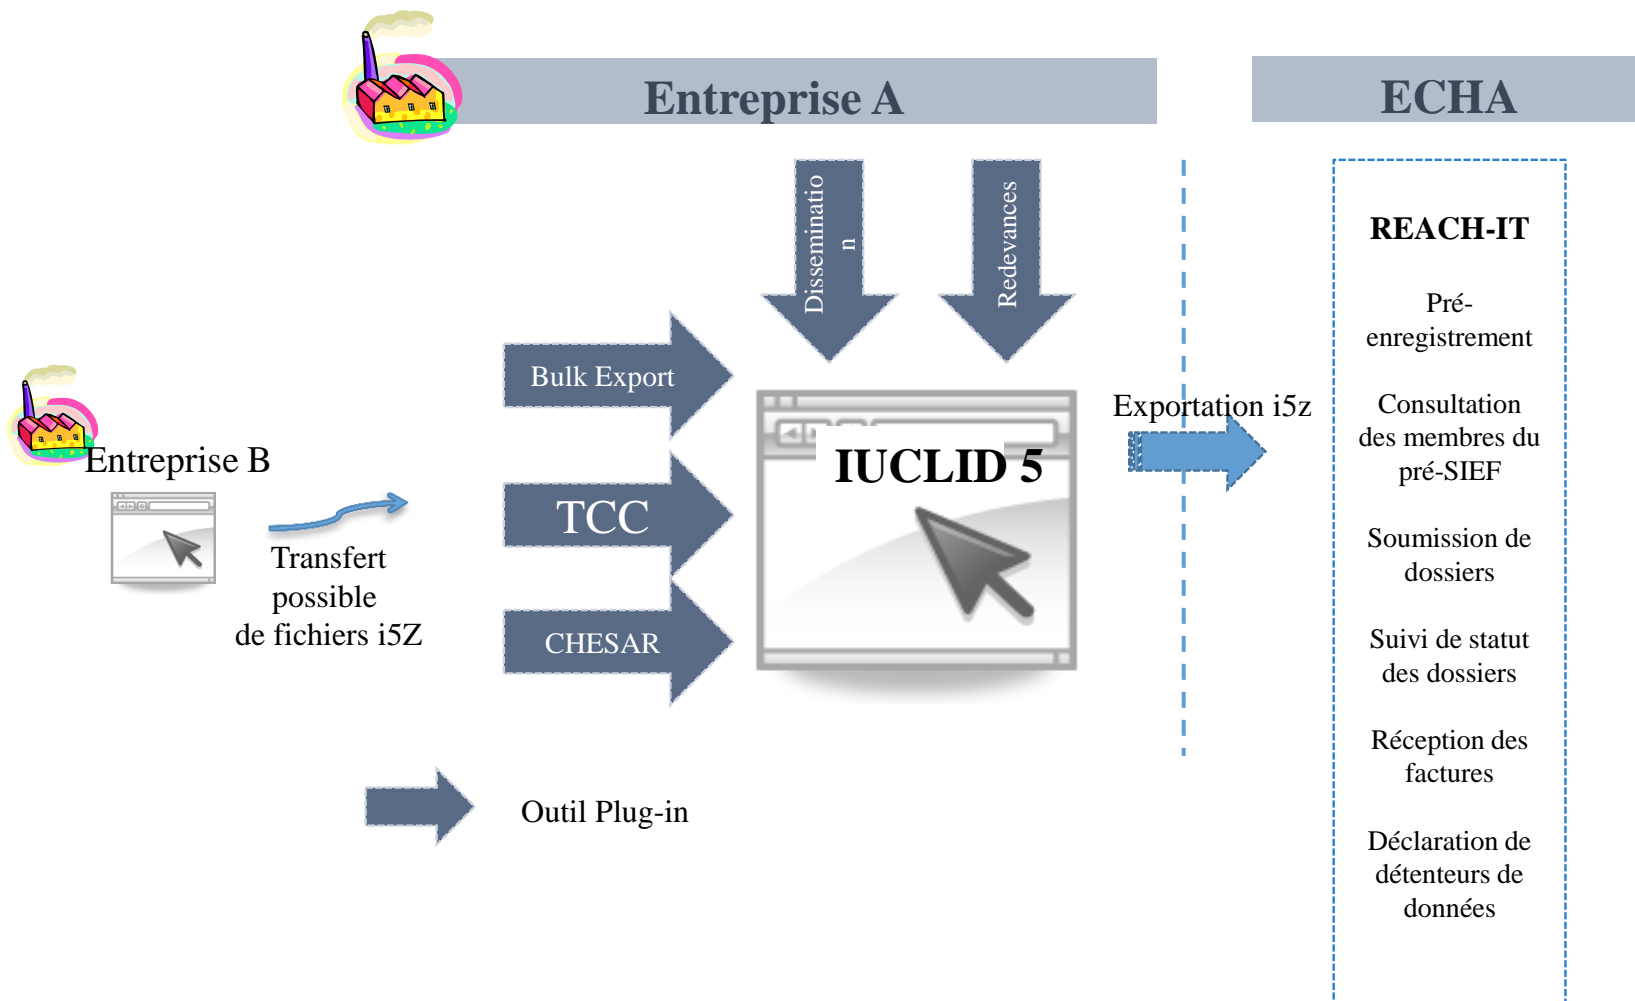 Entreprise A
ECHA
Disseminatio
n
Redevances
REACH-IT
Pré-
enregistrement
Bulk Export
Exportation i5z
Consultation
des membres du
pré-SIEF
Entreprise B
IUCLID 5
TCC
Transfert
possible
de fichiers i5Z
Soumission de
dossiers
CHESAR
Suivi de statut
des dossiers
Réception des
factures
Outil Plug-in
Déclaration de
détenteurs de
données